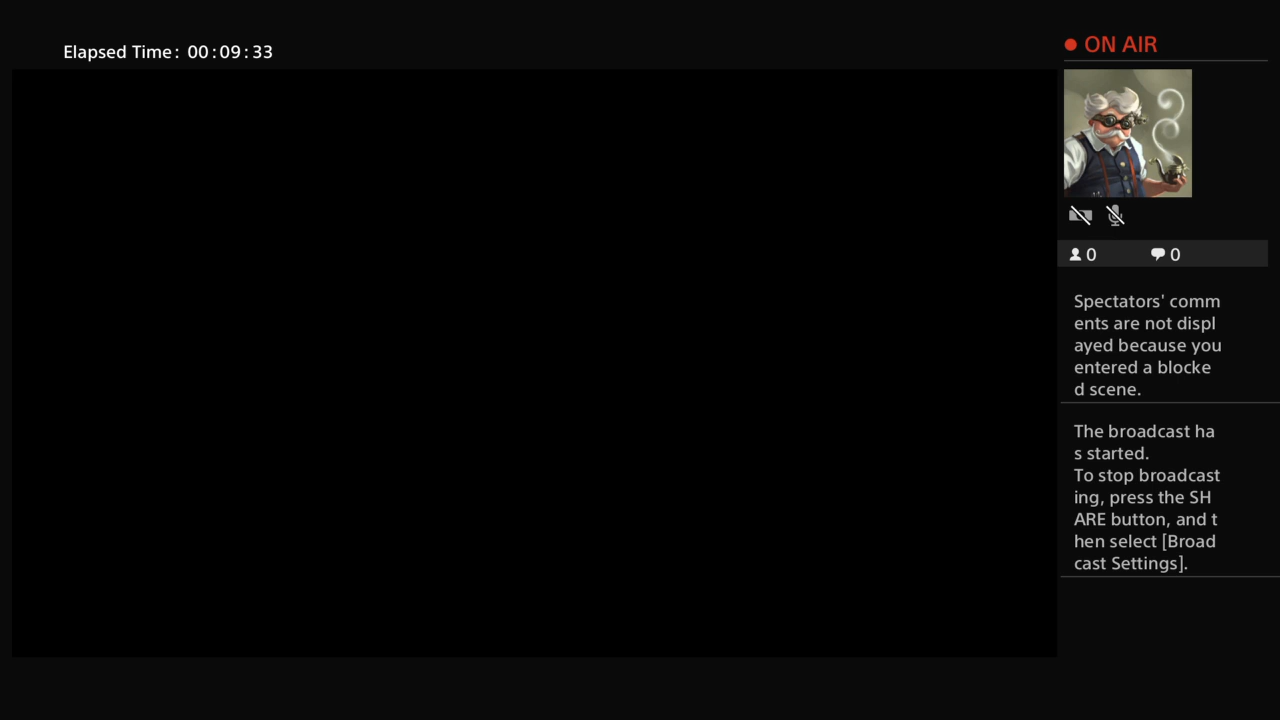 Elapsed Time: 00:09:33
ON AIR
0 0
Spectators' comm
ents are not displ
ayed because you
entered a blocke
d scene.
The broadcast ha
s started.
To stop broadcast
ing, press the SH
ARE button, and t
hen select [Broad
cast Settings].